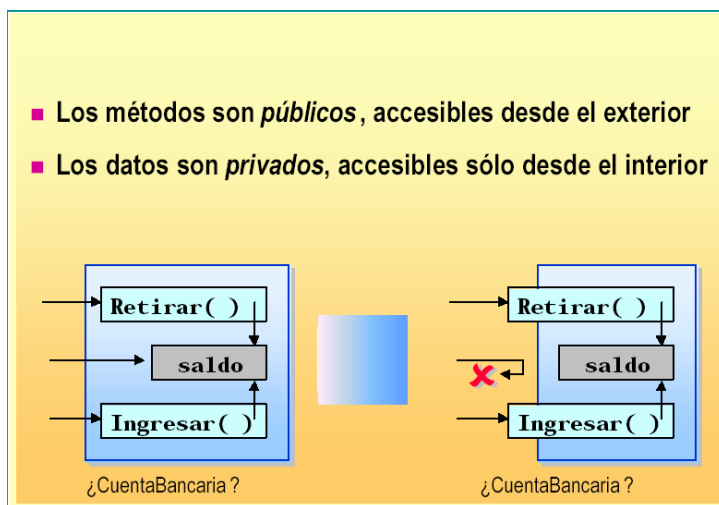 Los métodos son públicos, accesibles desde el exterior
Los datos son privados, accesibles sólo desde el interior
Retirar( )
saldo
Ingresar( )
¿CuentaBancaria ?
Retirar( )
saldo
Ingresar( )
¿CuentaBancaria ?